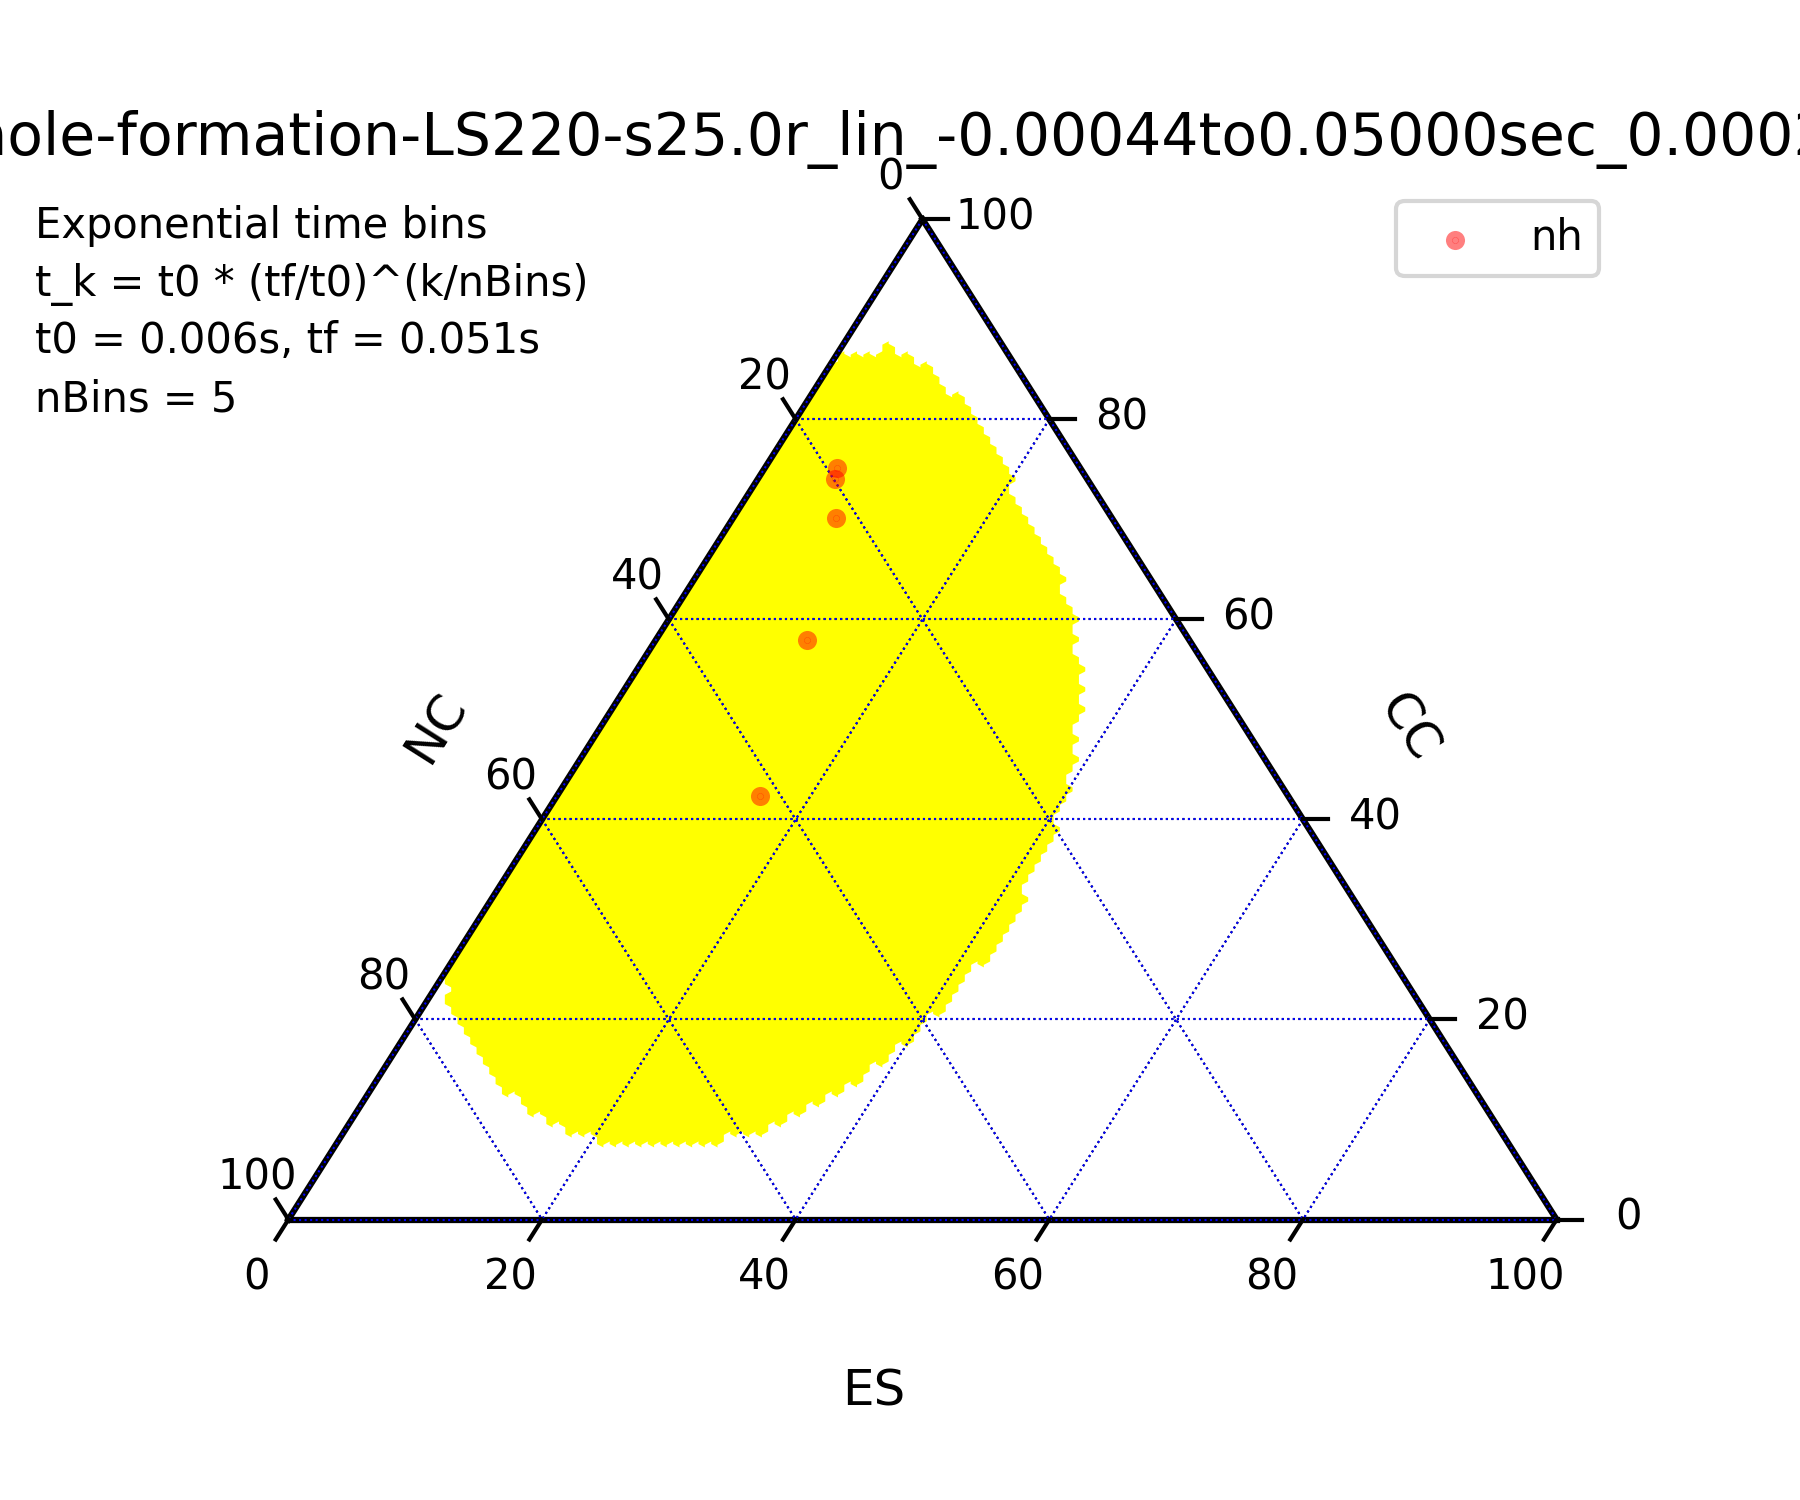 ole-formation-LS220-s25.0r_lin_-0.00044to0.05000sec_0.000
Exponential time bins
t_k = t0 * (tf/t0)^(k/nBins)
t0 = 0.006s, tf = 0.051s
nBins = 5
nh
0
100
20
80
40
60
NC
CC
60
40
80
20
100
0
0
20
40
60
80
100
ES